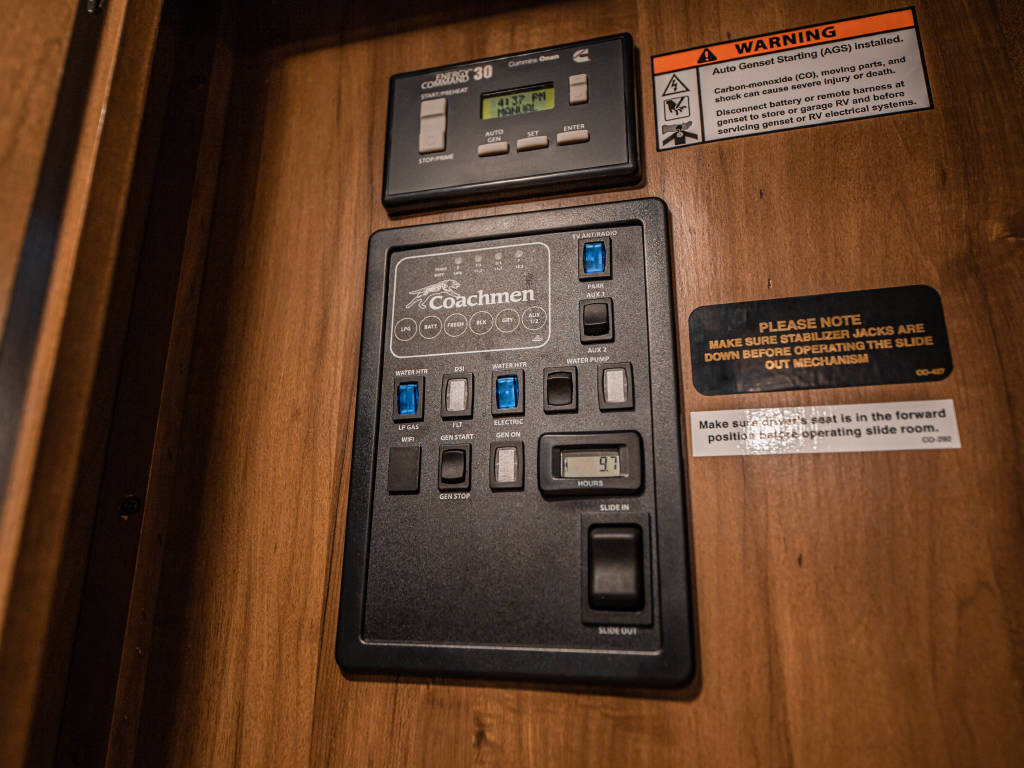 ENERGY
COMMAND 30
Cummins Onan
START/PREHEAT
4:37 PM
MANUAL
AUTO
GEN
SET
ENTER
STOP/PRIME
WARNING
Auto Genset Starting (AGS) installed.
Carbon-monoxide (CO), moving parts, and
shock can cause severe injury or death.
Disconnect battery or remote harness at
genset to store or garage RV and before
servicing genset or RV electrical systems.
TV ANT/RADIO
PARK
AUX 1
AUX 2
Coachmen
LPG
BATT
FRESH
BLK
GRY
AUX
1/2
WATER HTR
DSI
WATER HTR
WATER PUMP
LP GAS
FLT
ELECTRIC
WIFI
GEN START
GEN ON
GEN STOP
9.1
HOURS
SLIDE IN
SLIDE OUT
PLEASE NOTE
MAKE SURE STABILIZER JACKS ARE
DOWN BEFORE OPERATING THE SLIDE
OUT MECHANISM
CO-427
Make sure driver's seat is in the forward
position before operating slide room.
CO-292